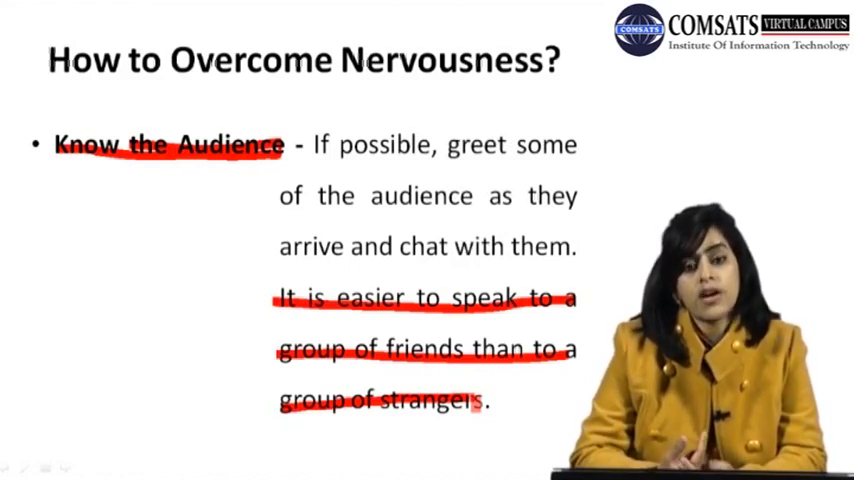 COMSATS VIRTUAL CAMPUS
Institute Of Information Technology
COMSATS
How to Overcome Nervousness?
• Know the Audience - If possible, greet some
of the audience as they
arrive and chat with them.
It is easier to speak to a
group of friends than to a
group of strangers.